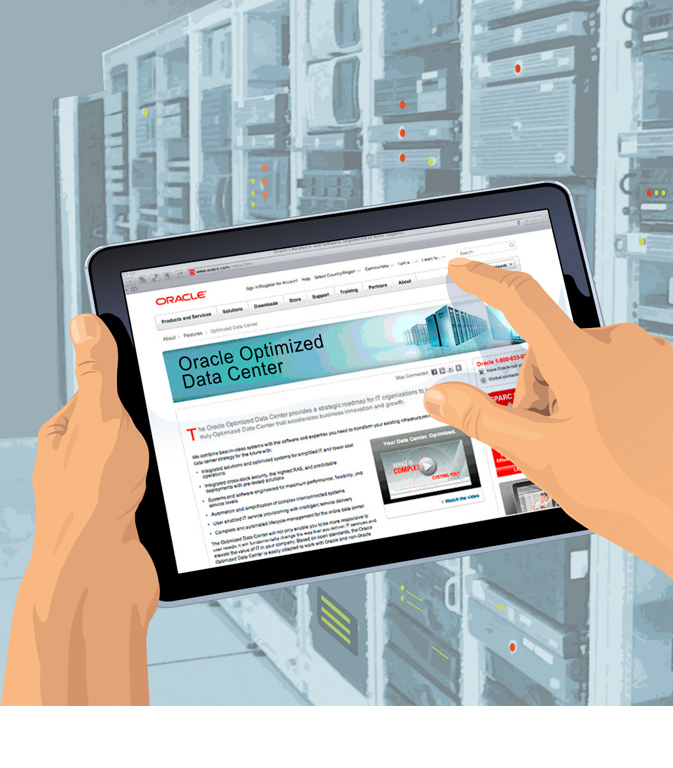 www.oracle.com
Sign In/Register for Account Help Select Country/Region Communities I am a... I want to... Search
ORACLE
Products and Services Solutions Downloads Store Support Training Partners About
About Features Optimized Data Center
Oracle Optimized
Data Center
Stay Connected
Oracle 1-800-633-0
Have Oracle call
Global contacts
The Oracle Optimized Data Center provides a strategic roadmap for IT organizations to
truly Optimized Data Center that accelerates business innovation and growth.
We combine best-in-class systems with the software and expertise you need to transform your existing infrastructure
data center strategy for the future with:
• Integrated solutions and optimized systems for simplified IT and lower cost
operations
• Integrated cross-stack security, the highest RAS, and predictable
deployments with pre-tested solutions
• Systems and software engineered for maximum performance, flexibility, and
service levels
• Automation and simplification of complex interconnected systems
• User enabled IT service provisioning with intelligent service delivery
• Complete and automated lifecycle management for the entire data center
The Optimized Data Center will not only enable you to be more responsive to
user needs; it will fundamentally change the way that you deliver IT services and
elevate the value of IT in your company. Based on open standards, the Oracle
Optimized Data Center is easily adapted to work with Oracle and non-Oracle
Your Data Center. Optimized
WHAT IS
COSTING YOU?
Watch the video